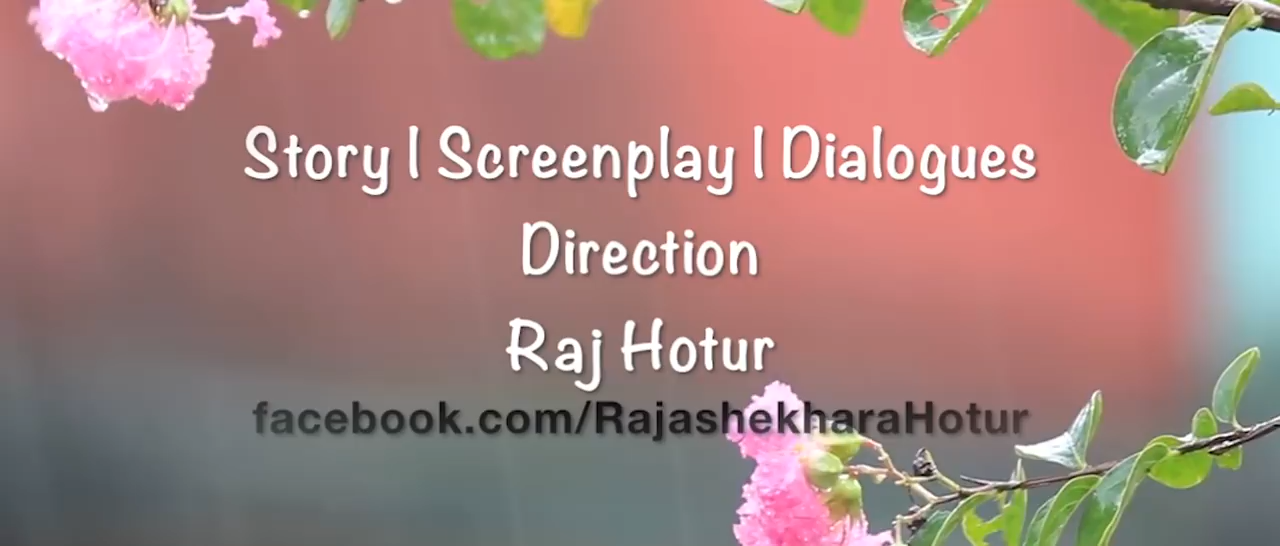 Story | Screenplay | Dialogues
Direction
Raj Hotur
facebook.com/RajashekharaHotur